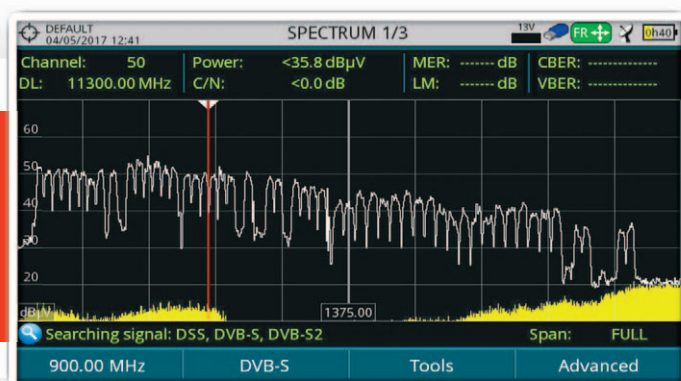 DEFAULT
04/05/2017 12:41
SPECTRUM 1/3
13V
FR
0h40
Channel: 50 Power: <35.8 dBµV MER: ------- dB CBER: --------------
DL: 11300.00 MHz C/N: <0.0 dB LM: ------- dB VBER: --------------
60
50
40
30
20
dBµV
1375.00
Searching signal: DSS, DVB-S, DVB-S2 Span: FULL
900.00 MHz DVB-S Tools Advanced